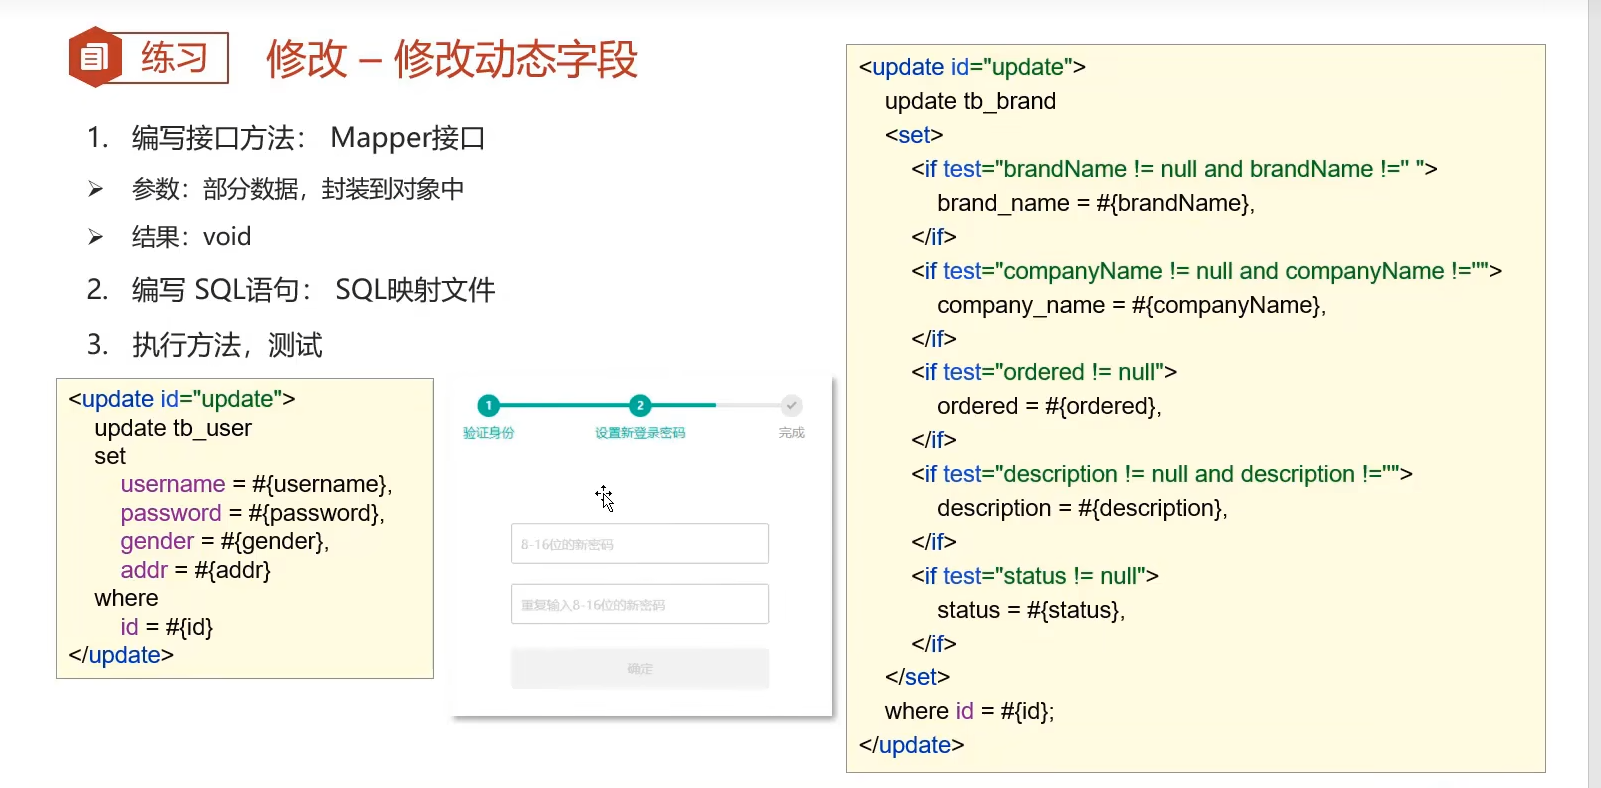 练习
修改 – 修改动态字段
1. 编写接口方法： Mapper接口
➢ 参数：部分数据，封装到对象中
➢ 结果：void
2. 编写 SQL语句： SQL映射文件
3. 执行方法，测试
<update id="update">
update tb_user
set
username = #{username},
password = #{password},
gender = #{gender},
addr = #{addr}
where
id = #{id}
</update>
1 2
验证身份 设置新登录密码 完成
8-16位的新密码
重复输入8-16位的新密码
确定
<update id="update">
update tb_brand
<set>
<if test="brandName != null and brandName !='' ">
brand_name = #{brandName},
</if>
<if test="companyName != null and companyName !=''">
company_name = #{companyName},
</if>
<if test="ordered != null">
ordered = #{ordered},
</if>
<if test="description != null and description !=''">
description = #{description},
</if>
<if test="status != null">
status = #{status},
</if>
</set>
where id = #{id};
</update>